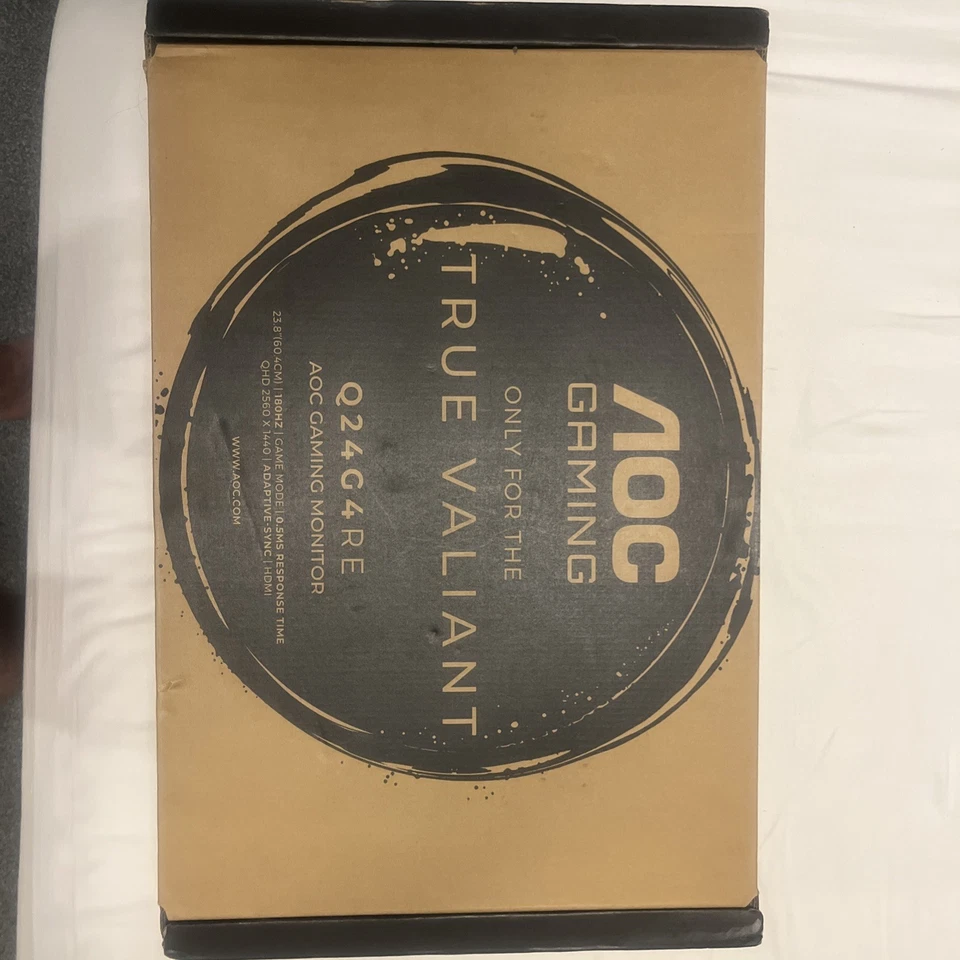 AOC
GAMING
ONLY FOR THE
TRUE VALIANT
Q24G4RE
AOC GAMING MONITOR
23.8"(60.4CM) | 180HZ | GAME MODE | 0.5MS RESPONSE TIME
QHD 2560 X 1440 | ADAPTIVE-SYNC | HDMI
WWW.AOC.COM